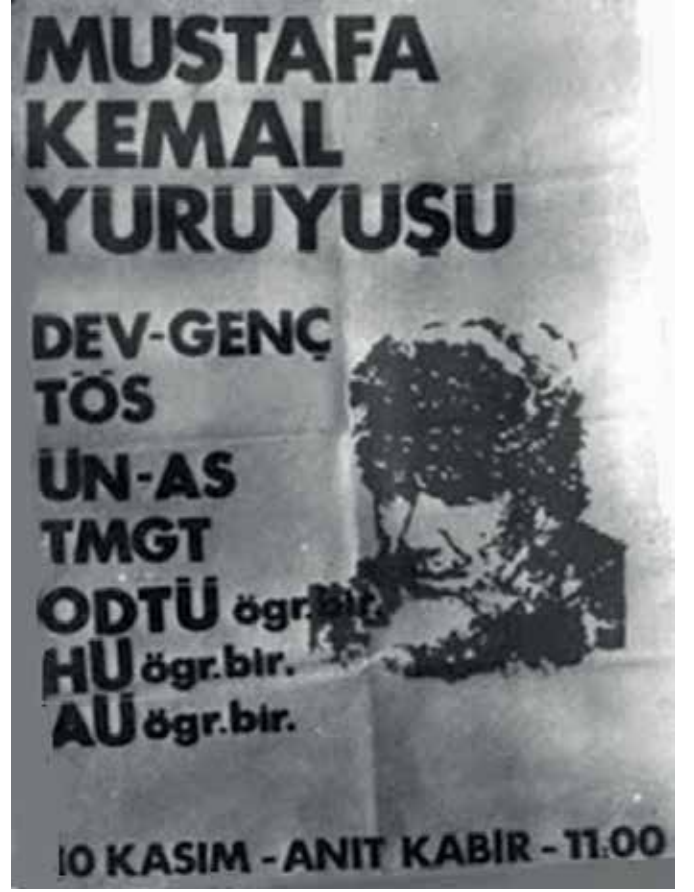 MUSTAFA
KEMAL
YURUYUŞU
DEV-GENÇ
TÖS
ÜN-AS
TMGT
ODTÜ ögr.bir.
HÜ ögr.bir.
AÜ ögr.bir.
10 KASIM - ANIT KABİR - 11.00